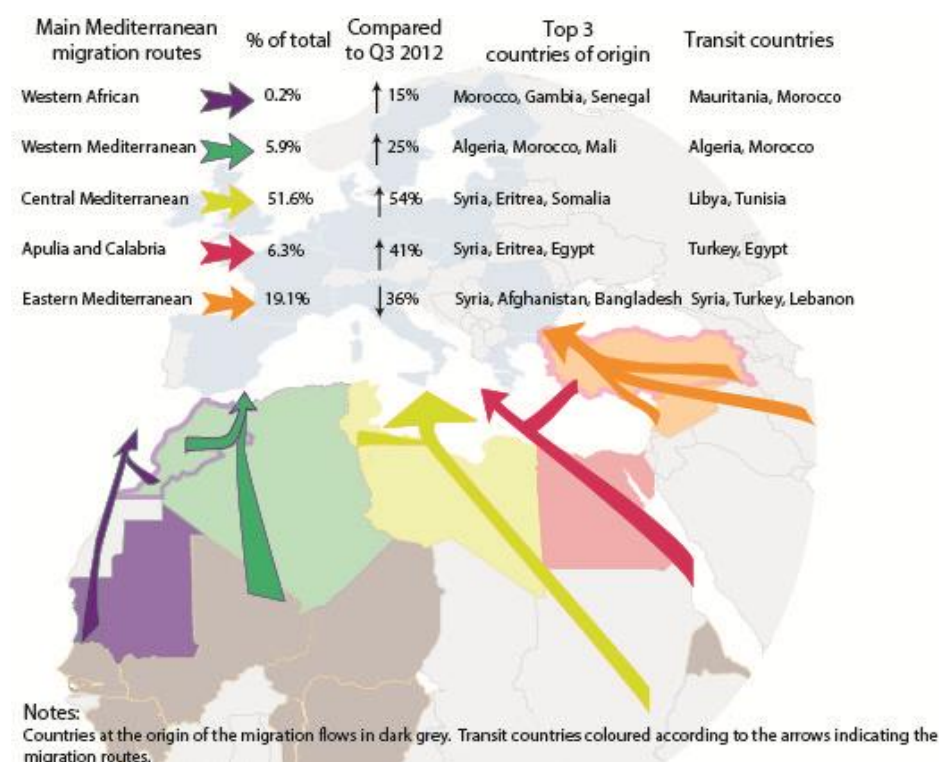 Main Mediterranean migration routes % of total Compared to Q3 2012 Top 3 countries of origin Transit countries
Western African 0.2% ↑ 15% Morocco, Gambia, Senegal Mauritania, Morocco
Western Mediterranean 5.9% ↑ 25% Algeria, Morocco, Mali Algeria, Morocco
Central Mediterranean 51.6% ↑ 54% Syria, Eritrea, Somalia Libya, Tunisia
Apulia and Calabria 6.3% ↑ 41% Syria, Eritrea, Egypt Turkey, Egypt
Eastern Mediterranean 19.1% ↓ 36% Syria, Afghanistan, Bangladesh Syria, Turkey, Lebanon
Notes:
Countries at the origin of the migration flows in dark grey. Transit countries coloured according to the arrows indicating the
migration routes.